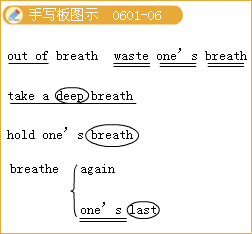 手写板图示 0601-06
out of breath waste one's breath
take a deep breath
hold one's breath
breathe again
one's last